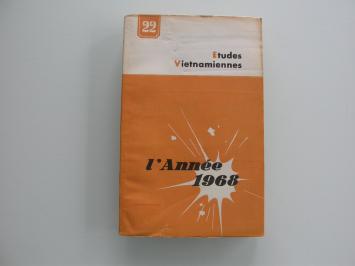 22
Etudes
Vietnamiennes
l'Année
1968